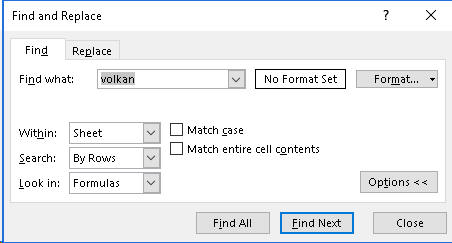 Find and Replace
Find Replace
Find what: volkan No Format Set Format...
Within: Sheet Match case
Search: By Rows Match entire cell contents
Look in: Formulas Options <<
Find All Find Next Close